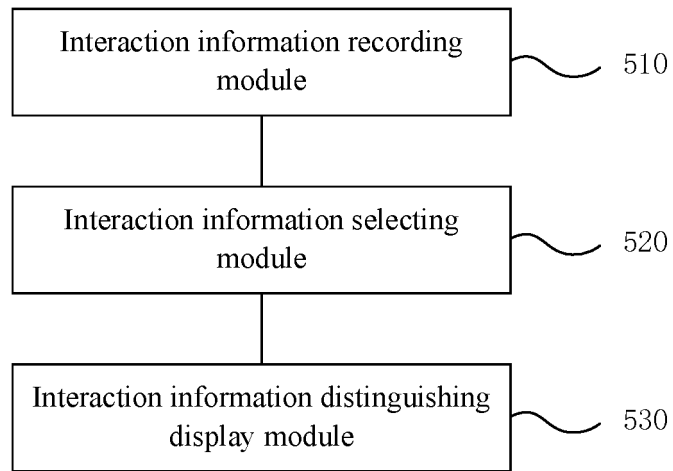 Interaction information recording
module
510
Interaction information selecting
module
520
Interaction information distinguishing
display module
530